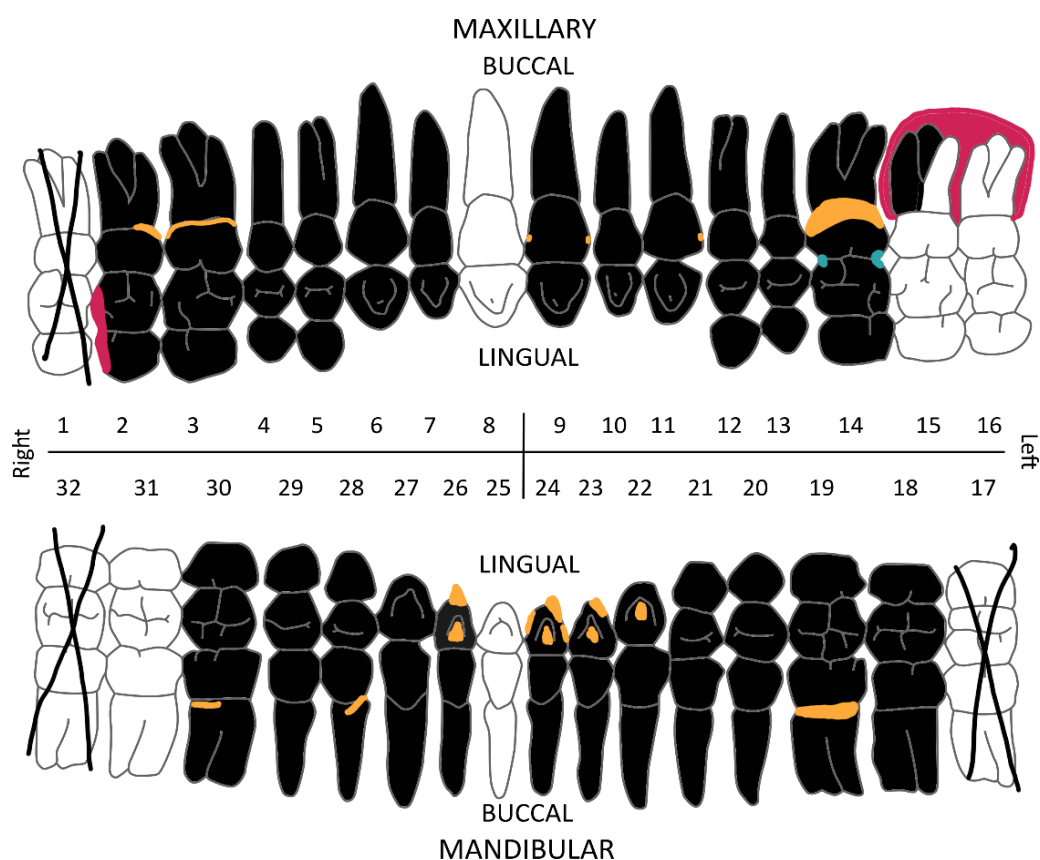 MAXILLARY
BUCCAL
LINGUAL
Right
1 2 3 4 5 6 7 8 9 10 11 12 13 14 15 16
32 31 30 29 28 27 26 25 24 23 22 21 20 19 18 17
Left
LINGUAL
BUCCAL
MANDIBULAR